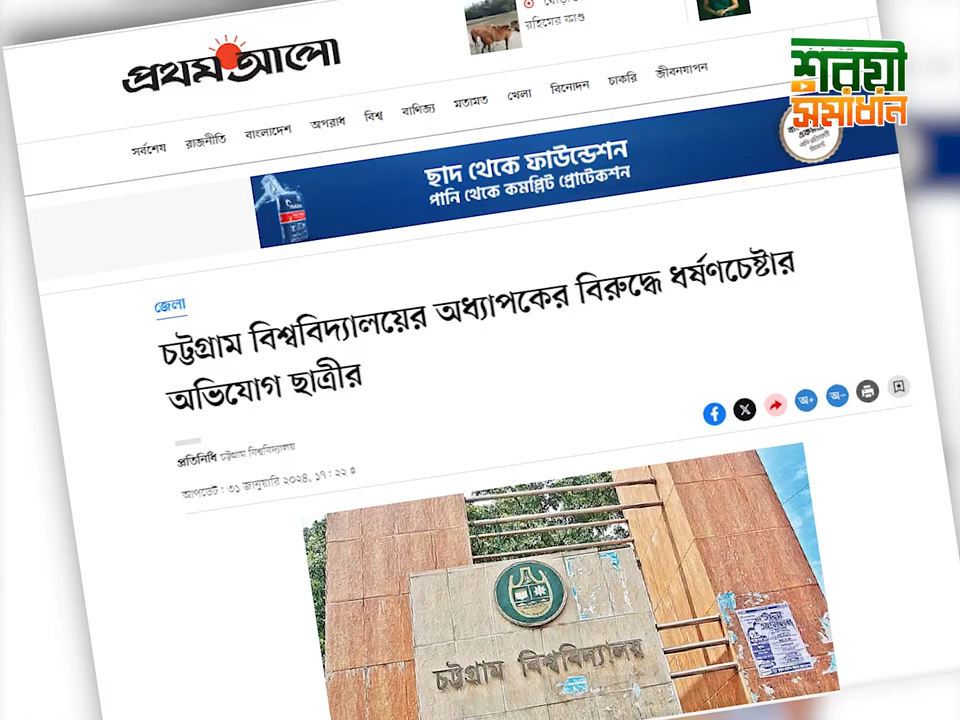 রহিমের কাণ্ড
শরয়ী
সমাধান
প্রথম আলো
সর্বশেষ রাজনীতি বাংলাদেশ অপরাধ বিশ্ব বাণিজ্য মতামত খেলা বিনোদন চাকরি জীবনযাপন
ছাদ থেকে ফাউন্ডেশন
পানি থেকে কমপ্লিট প্রোটেকশন
জেলা
চট্টগ্রাম বিশ্ববিদ্যালয়ের অধ্যাপকের বিরুদ্ধে ধর্ষণচেষ্টার
অভিযোগ ছাত্রীর
অ+ অ−
প্রতিনিধি চট্টগ্রাম বিশ্ববিদ্যালয়
আপডেট: ৩১ জানুয়ারি ২০২৪, ১৭: ২২
চট্টগ্রাম বিশ্ববিদ্যালয়